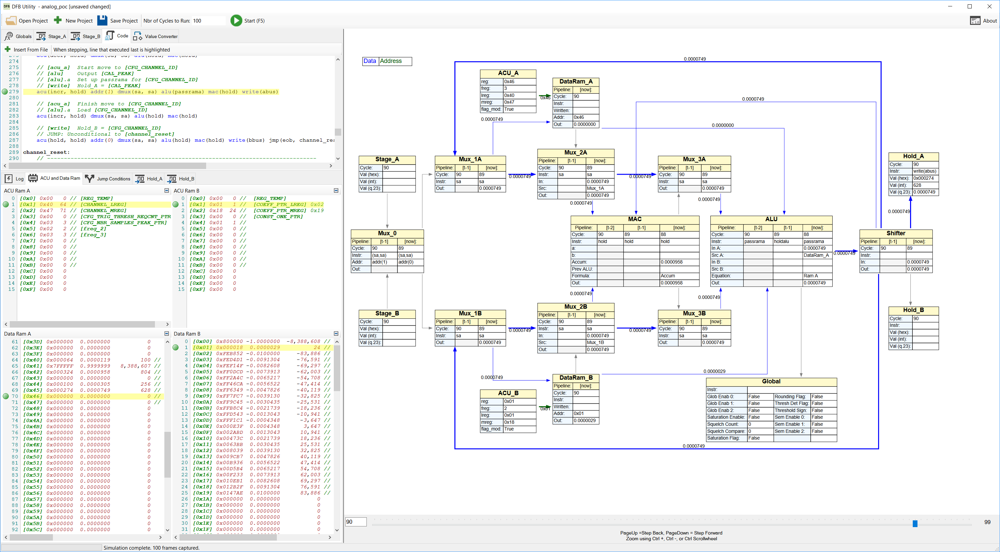 DFB Utility - analog_poc [unsaved changed]
Open Project New Project Save Project Nbr of Cycles to Run: 100 Start (F5) About
Globals Stage_A Stage_B Code Value Converter
Insert From File When stepping, line that executed last is highlighted
274
275 // [acu_a] Start move to [CFG_CHANNEL_ID]
276 // [alu] Output [CAL_PEAK]
277 // [alu].a Set up passrama for [CFG_CHANNEL_ID]
278 // [write] Hold_A = [CAL_PEAK]
279 acu(incr, hold) addr(1) dmux(sa, sa) alu(passrama) mac(hold) write(abus)
280
281 // [acu_a] Finish move to [CFG_CHANNEL_ID]
282 // [alu].a Load [CFG_CHANNEL_ID]
283 acu(incr, hold) dmux(sa, sa) alu(hold) mac(hold)
284
285 // [write] Hold_B = [CFG_CHANNEL_ID]
286 // JUMP: Unconditional to [channel_reset]
287 acu(hold, hold) addr(0) dmux(sa, sa) alu(hold) mac(hold) write(bbus) jmp(eob, channel_res
288
289 channel_reset:
290 // --------------------------------------------------------------------------------
Log ACU and Data Ram Jump Conditions Hold_A Hold_B
ACU Ram A
0 [0x0] 0x00 0 // [REG_TEMP]
1 [0x1] 0x40 64 // [CHANNEL_LREG]
2 [0x2] 0x47 71 // [CHANNEL_MREG]
3 [0x3] 0x00 0 // [CFG_TRIG_THRESH_REQCNT_PTR
4 [0x4] 0x03 3 // [CFG_NBR_SAMPLES_PEAK_PTR]
5 [0x5] 0x02 2 // [freq_2]
6 [0x6] 0x03 3 // [freq_3]
7 [0x7] 0x00 0 //
8 [0x8] 0x00 0 //
9 [0x9] 0x00 0 //
10 [0xA] 0x00 0 //
11 [0xB] 0x00 0 //
12 [0xC] 0x00 0
13 [0xD] 0x00 0
14 [0xE] 0x00 0
15 [0xF] 0x00 0
ACU Ram B
0 [0x0] 0x00 0 // [REG_TEMP]
1 [0x1] 0x01 1 // [COEFF_PTR_LREG] 0x02
2 [0x2] 0x18 24 // [COEFF_PTR_MREG] 0x19
3 [0x3] 0x00 0 // [CONST_ONE_PTR]
4 [0x4] 0x01 1 //
5 [0x5] 0x00 0 //
6 [0x6] 0x00 0 //
7 [0x7] 0x00 0 //
8 [0x8] 0x00 0 //
9 [0x9] 0x00 0 //
10 [0xA] 0x00 0 //
11 [0xB] 0x00 0 //
12 [0xC] 0x00 0
13 [0xD] 0x00 0
14 [0xE] 0x00 0
15 [0xF] 0x00 0
Data Ram A
61 [0x3D] 0x000000 0.0000000 0
62 [0x3E] 0x000000 0.0000000 0
63 [0x3F] 0x000000 0.0000000 0
64 [0x40] 0x000064 0.0000119 100 //
65 [0x41] 0x7FFFFF 0.9999999 8,388,607 //
66 [0x42] 0x000324 0.0000958 804 //
67 [0x43] 0x000000 0.0000000 0 //
68 [0x44] 0x000100 0.0000305 256 //
69 [0x45] 0x000274 0.0000749 628 //
70 [0x46] 0x000000 0.0000000 0 //
71 [0x47] 0x000000 0.0000000 0 //
72 [0x48] 0x000000 0.0000000 0
73 [0x49] 0x000000 0.0000000 0
74 [0x4A] 0x000000 0.0000000 0
75 [0x4B] 0x000000 0.0000000 0
76 [0x4C] 0x000000 0.0000000 0
77 [0x4D] 0x000000 0.0000000 0
78 [0x4E] 0x000000 0.0000000 0
79 [0x4F] 0x000000 0.0000000 0
80 [0x50] 0x000000 0.0000000 0
81 [0x51] 0x000000 0.0000000 0
82 [0x52] 0x000000 0.0000000 0
83 [0x53] 0x000000 0.0000000 0
84 [0x54] 0x000000 0.0000000 0
85 [0x55] 0x000000 0.0000000 0
86 [0x56] 0x000000 0.0000000 0
87 [0x57] 0x000000 0.0000000 0
88 [0x58] 0x000000 0.0000000 0
89 [0x59] 0x000000 0.0000000 0
90 [0x5A] 0x000000 0.0000000 0
91 [0x5B] 0x000000 0.0000000 0
92 [0x5C] 0x000000 0.0000000 0
Data Ram B
0 [0x00] 0x800000 -1.0000000 -8,388,608 //
1 [0x01] 0x000018 0.0000029 24 //
2 [0x02] 0xFEB852 -0.0100000 -83,886 //
3 [0x03] 0xFED4D1 -0.0091304 -76,591 //
4 [0x04] 0xFEF14F -0.0082608 -69,297 //
5 [0x05] 0xFF0DCD -0.0073913 -62,003 //
6 [0x06] 0xFF2A4C -0.0065217 -54,708 //
7 [0x07] 0xFF46CA -0.0056522 -47,414 //
8 [0x08] 0xFF6349 -0.0047826 -40,119 //
9 [0x09] 0xFF7FC7 -0.0039130 -32,825 //
10 [0x0A] 0xFF9C45 -0.0030435 -25,531 //
11 [0x0B] 0xFFB8C4 -0.0021739 -18,236 //
12 [0x0C] 0xFFD543 -0.0013043 -10,941 //
13 [0x0D] 0xFFF1C1 -0.0004348 -3,647 //
14 [0x0E] 0x000E3F 0.0004348 3,647 //
15 [0x0F] 0x002ABD 0.0013043 10,941 //
16 [0x10] 0x00473C 0.0021739 18,236 //
17 [0x11] 0x0063BB 0.0030435 25,531 //
18 [0x12] 0x008039 0.0039130 32,825 //
19 [0x13] 0x009CB7 0.0047826 40,119 //
20 [0x14] 0x00B936 0.0056522 47,414 //
21 [0x15] 0x00D5B4 0.0065217 54,708 //
22 [0x16] 0x00F233 0.0073913 62,003 //
23 [0x17] 0x010EB1 0.0082608 69,297 //
24 [0x18] 0x012B2F 0.0091304 76,591 //
25 [0x19] 0x0147AE 0.0100000 83,886 //
26 [0x1A] 0x000000 0.0000000 0
27 [0x1B] 0x000000 0.0000000 0
28 [0x1C] 0x000000 0.0000000 0
29 [0x1D] 0x000000 0.0000000 0
30 [0x1E] 0x000000 0.0000000 0
31 [0x1F] 0x000000 0.0000000 0
Simulation complete. 100 frames captured.
Data Address
0.0000749
ACU_A
reg: 0x46
freg: 3
lreg: 0x40
mreg: 0x47
flag_mod: True
0x46
DataRam_A
Pipeline: [now]:
Cycle: 90
Instr:
Written:
Addr: 0x46
Out: 0.0000000
0.0000749
0.0000749
0.0000000
Stage_A
Cycle: 90
Val (hex):
Val (int):
Val (q.23):
Mux_1A
Pipeline: [t-1] [now]:
Cycle: 90 89
Instr: sa sa
Out: 0.0000749
0.0000749
Mux_2A
Pipeline: [t-1] [now]:
Cycle: 90 89
Instr: sa sa
In: 0.0000749
Src: Mux_1A
Out: 0.0000749
0.0000749
Mux_3A
Pipeline: [t-1] [now]:
Cycle: 90 89
Instr: sa sa
Out: 0.0000749
Hold_A
Cycle: 90
Instr: write(abus)
Val (hex): 0x000274
Val (int): 628
Val (q.23): 0.0000749
0.0000749
0.0000749
0.0000749
Mux_0
Pipeline: [t-1] [now]:
Cycle: 90 89
Instr: (sa,sa) (sa,sa)
Addr: addr(1) addr(0)
Out:
MAC
Pipeline: [t-2] [t-1] [now]:
Cycle: 90 89 88
Instr: hold hold hold
a:
b:
Accum: 0.0000958
Prev ALU:
Formula: Accum
Out: 0.0000958
ALU
Pipeline: [t-2] [t-1] [now]:
Cycle: 90 89 88
Instr: passrama holdalu passrama
In A: 0.0000749
Src A: DataRam_A
In B:
Src B:
Equation: Ram A
Out: 0.0000749
0.0000749
Shifter
Pipeline: [t-1] [now]:
Cycle: 90 89
Instr:
In: 0.0000749
Out: 0.0000749
0.0000749
0.0000749
Stage_B
Cycle: 90
Val (hex):
Val (int):
Val (q.23):
Mux_1B
Pipeline: [t-1] [now]:
Cycle: 90 89
Instr: sa sa
Out: 0.0000749
0.0000749
Mux_2B
Pipeline: [t-1] [now]:
Cycle: 90 89
Instr: sa sa
In: 0.0000749
Src: Mux_1B
Out: 0.0000749
0.0000749
Mux_3B
Pipeline: [t-1] [now]:
Cycle: 90 89
Instr: sa sa
Out: 0.0000749
Hold_B
Cycle: 90
Instr:
Val (hex):
Val (int):
Val (q.23):
0.0000749
0.0000029
ACU_B
reg: 0x01
freg: 2
lreg: 0x01
mreg: 0x18
flag_mod: True
0x01
DataRam_B
Pipeline: [now]:
Cycle: 90
Instr:
Written:
Addr: 0x01
Out: 0.0000029
Global
Instr:
Glob Enab 0: False Rounding Flag: False
Glob Enab 1: False Thresh Det Flag: False
Glob Enab 2: False Threshold Sign: False
Saturation Enable: False Sem Enable 0: False
Squelch Count: 0 Sem Enable 1: False
Squelch Compare: 0 Sem Enable 2: False
Saturation Flag: False
0.0000749
90 99
PageUp =Step Back, PageDown = Step Forward
Zoom using Ctrl +, Ctrl -, or Ctrl Scrollwheel